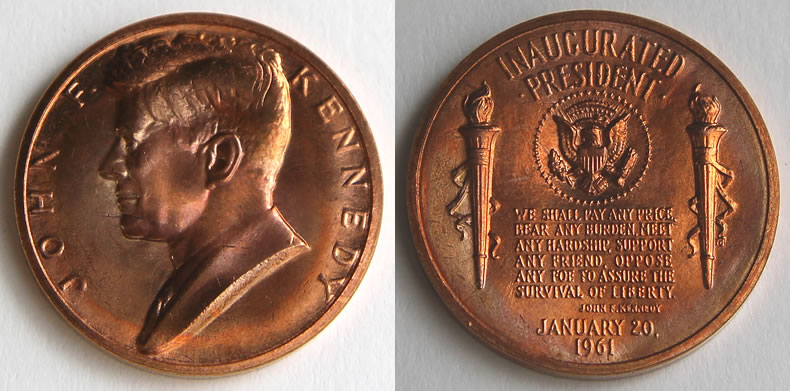 JOHN F. KENNEDY
INAUGURATED
PRESIDENT
WE SHALL PAY ANY PRICE,
BEAR ANY BURDEN, MEET
ANY HARDSHIP, SUPPORT
ANY FRIEND, OPPOSE
ANY FOE TO ASSURE THE
SURVIVAL OF LIBERTY.
JOHN F. KENNEDY
JANUARY 20,
1961